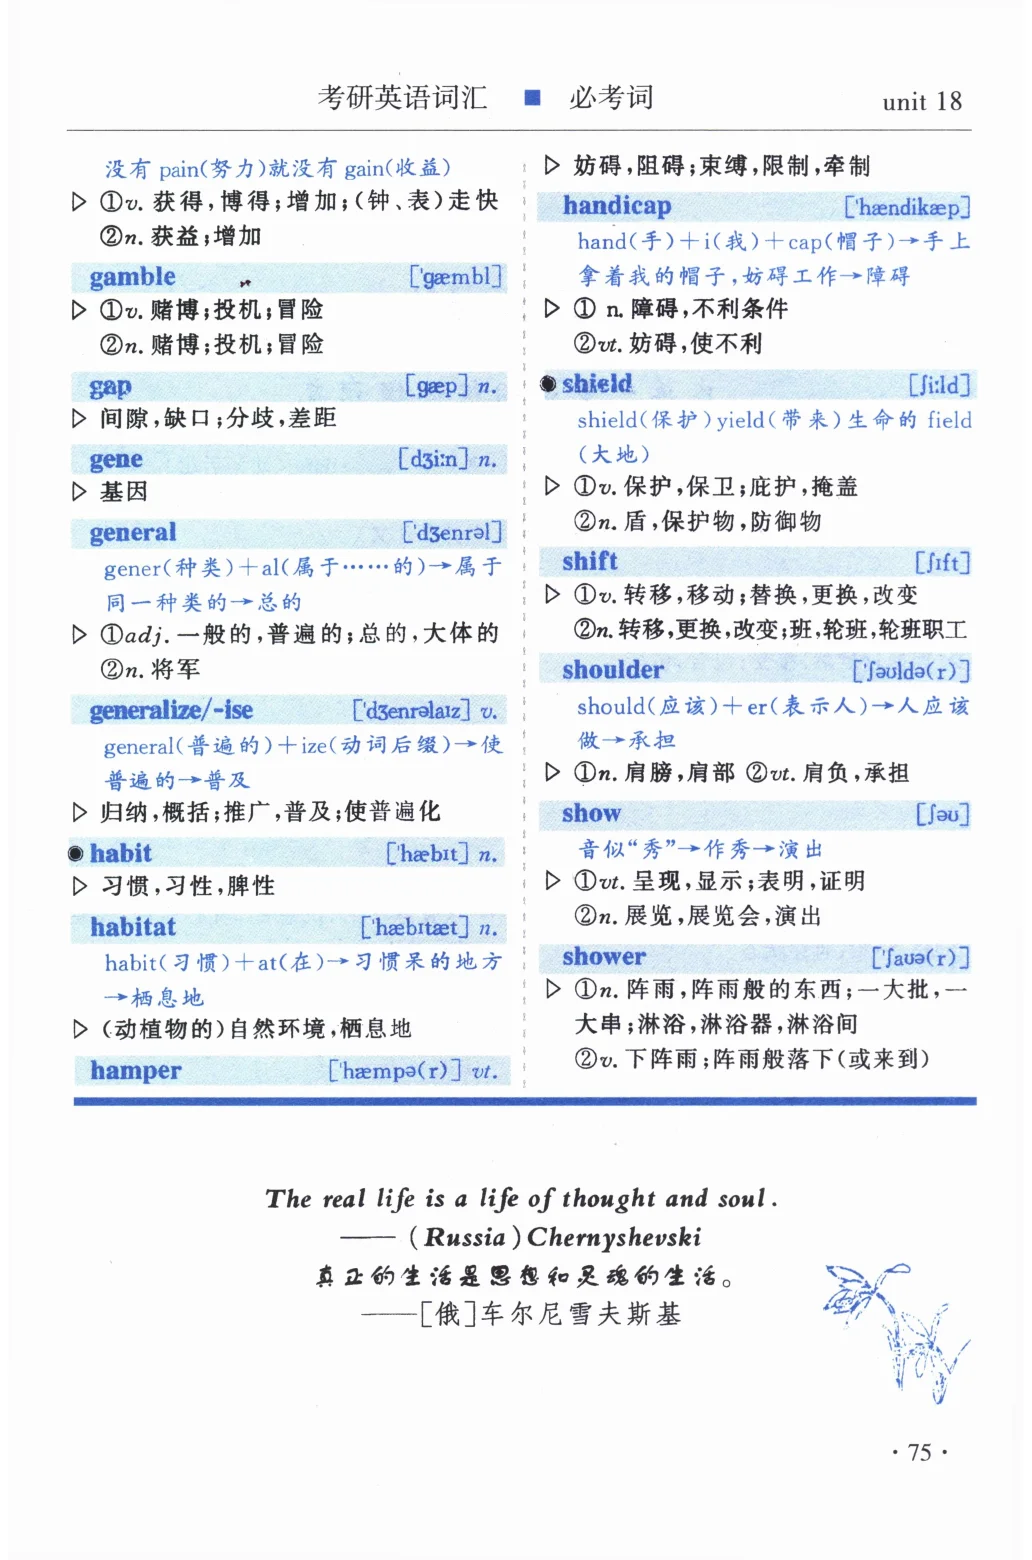 考研英语词汇 ■ 必考词 unit 18
没有 pain(努力)就没有 gain(收益)
▷ ①v. 获得,博得;增加;(钟、表)走快
②n. 获益;增加
gamble ['gæmbl]
▷ ①v. 赌博;投机;冒险
②n. 赌博;投机;冒险
gap [gæp] n.
▷ 间隙,缺口;分歧,差距
gene [dʒi:n] n.
▷ 基因
general ['dʒenrəl]
gener(种类)+al(属于……的)→属于
同一种类的→总的
▷ ①adj. 一般的,普遍的;总的,大体的
②n. 将军
generalize/-ise ['dʒenrəlaɪz] v.
general(普遍的)+ize(动词后缀)→使
普遍的→普及
▷ 归纳,概括;推广,普及;使普遍化
●habit ['hæbɪt] n.
▷ 习惯,习性,脾性
habitat ['hæbɪtæt] n.
habit(习惯)+at(在)→习惯呆的地方
→栖息地
▷ (动植物的)自然环境,栖息地
hamper ['hæmpə(r)] vt.
▷ 妨碍,阻碍;束缚,限制,牵制
handicap ['hændikæp]
hand(手)+i(我)+cap(帽子)→手上
拿着我的帽子,妨碍工作→障碍
▷ ① n. 障碍,不利条件
②vt. 妨碍,使不利
●shield [ʃi:ld]
shield(保护)yield(带来)生命的 field
(大地)
▷ ①v. 保护,保卫;庇护,掩盖
②n. 盾,保护物,防御物
shift [ʃɪft]
▷ ①v. 转移,移动;替换,更换,改变
②n. 转移,更换,改变;班,轮班,轮班职工
shoulder ['ʃəʊldə(r)]
should(应该)+er(表示人)→人应该
做→承担
▷ ①n. 肩膀,肩部 ②vt. 肩负,承担
show [ʃəʊ]
音似“秀”→作秀→演出
▷ ①vt. 呈现,显示;表明,证明
②n. 展览,展览会,演出
shower ['ʃaʊə(r)]
▷ ①n. 阵雨,阵雨般的东西;一大批,一
大串;淋浴,淋浴器,淋浴间
②v. 下阵雨;阵雨般落下(或来到)
The real life is a life of thought and soul.
——(Russia)Chernyshevski
真正的生活是思想和灵魂的生活。
——[俄]车尔尼雪夫斯基
·75·